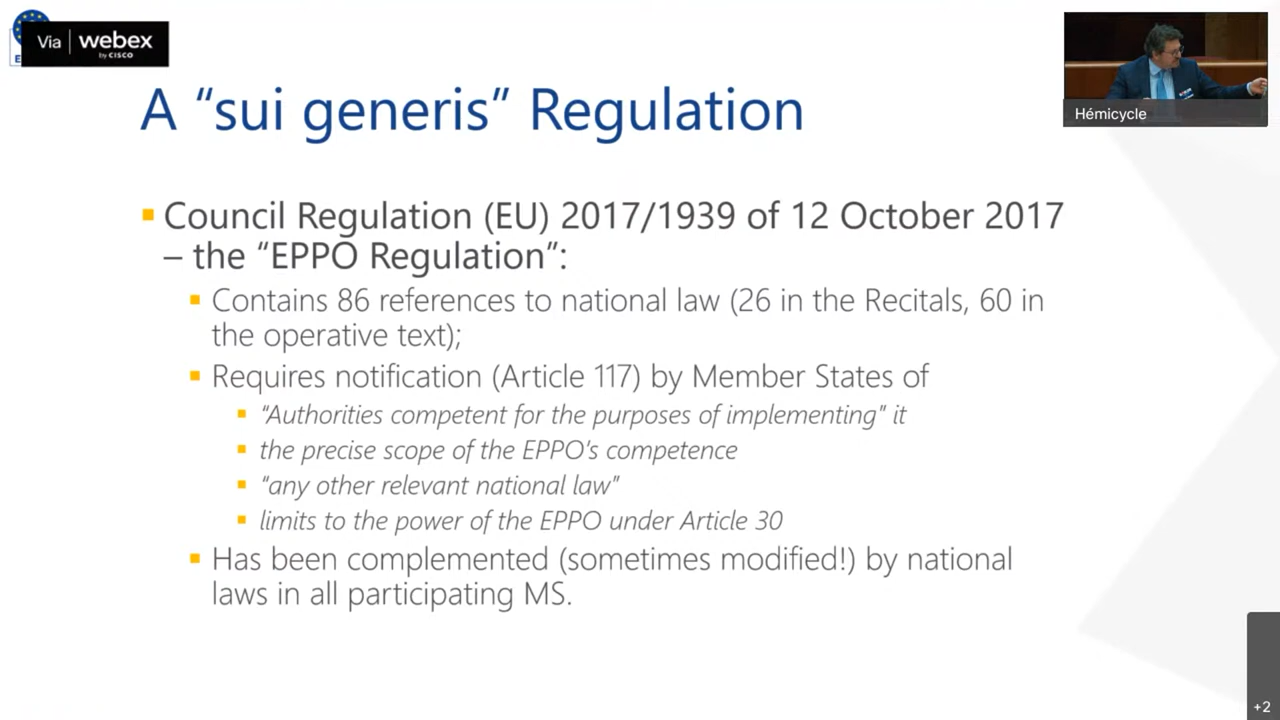 Via | webex
by CISCO
A “sui generis” Regulation
Hémicycle
Council Regulation (EU) 2017/1939 of 12 October 2017
– the “EPPO Regulation”:
Contains 86 references to national law (26 in the Recitals, 60 in
the operative text);
Requires notification (Article 117) by Member States of
“Authorities competent for the purposes of implementing” it
the precise scope of the EPPO's competence
“any other relevant national law”
limits to the power of the EPPO under Article 30
Has been complemented (sometimes modified!) by national
laws in all participating MS.
+2